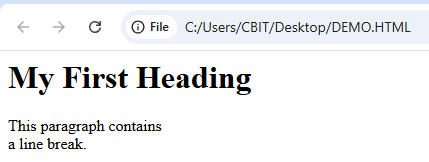 File C:/Users/CBIT/Desktop/DEMO.HTML
My First Heading
This paragraph contains
a line break.